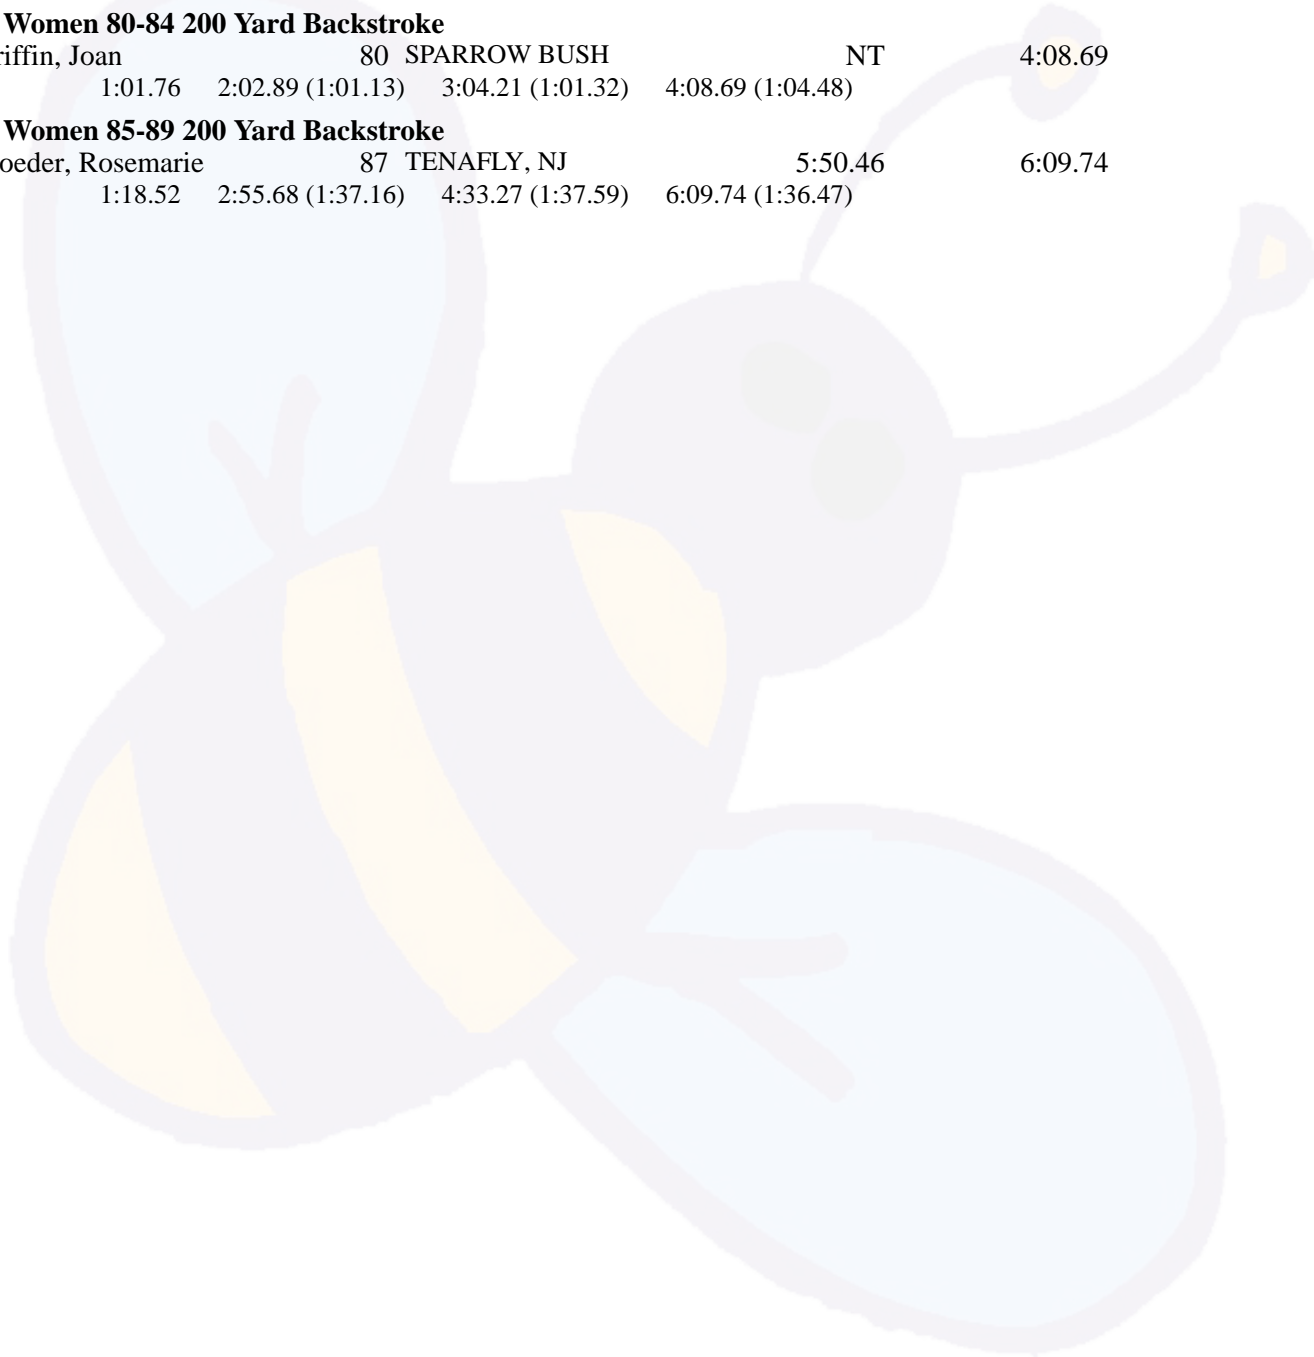 Women 80-84 200 Yard Backstroke
riffin, Joan 80 SPARROW BUSH NT 4:08.69
1:01.76 2:02.89 (1:01.13) 3:04.21 (1:01.32) 4:08.69 (1:04.48)
Women 85-89 200 Yard Backstroke
oeder, Rosemarie 87 TENAFLY, NJ 5:50.46 6:09.74
1:18.52 2:55.68 (1:37.16) 4:33.27 (1:37.59) 6:09.74 (1:36.47)